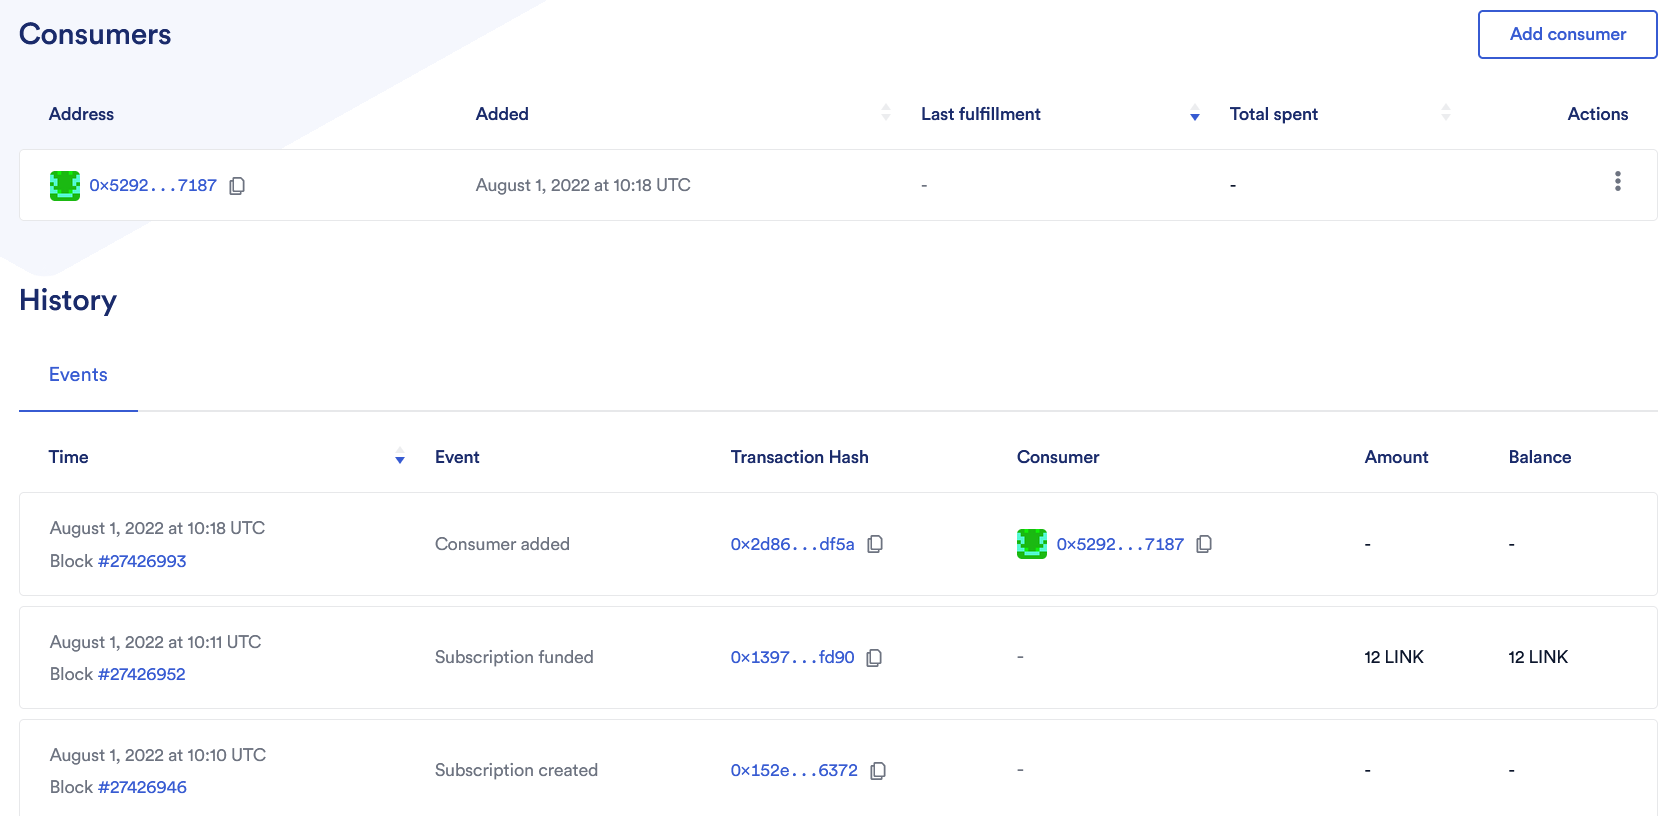 Consumers
Add consumer
Address Added Last fulfillment Total spent Actions
0x5292...7187 August 1, 2022 at 10:18 UTC - -
History
Events
Time Event Transaction Hash Consumer Amount Balance
August 1, 2022 at 10:18 UTC
Block #27426993
Consumer added 0x2d86...df5a 0x5292...7187 - -
August 1, 2022 at 10:11 UTC
Block #27426952
Subscription funded 0x1397...fd90 - 12 LINK 12 LINK
August 1, 2022 at 10:10 UTC
Block #27426946
Subscription created 0x152e...6372 - - -